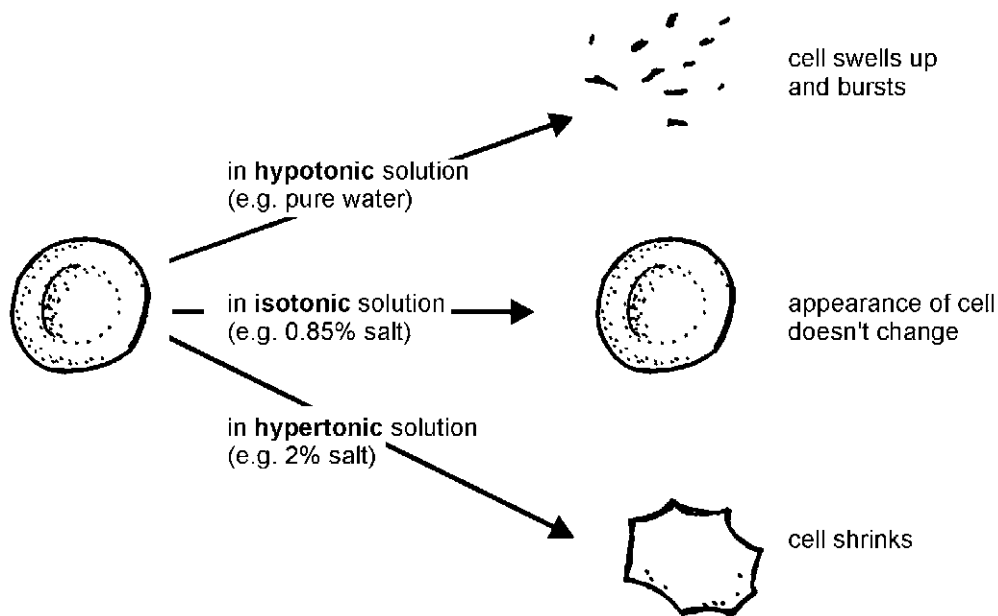 cell swells up
and bursts
in hypotonic solution
(e.g. pure water)
in isotonic solution
(e.g. 0.85% salt)
appearance of cell
doesn't change
in hypertonic solution
(e.g. 2% salt)
cell shrinks